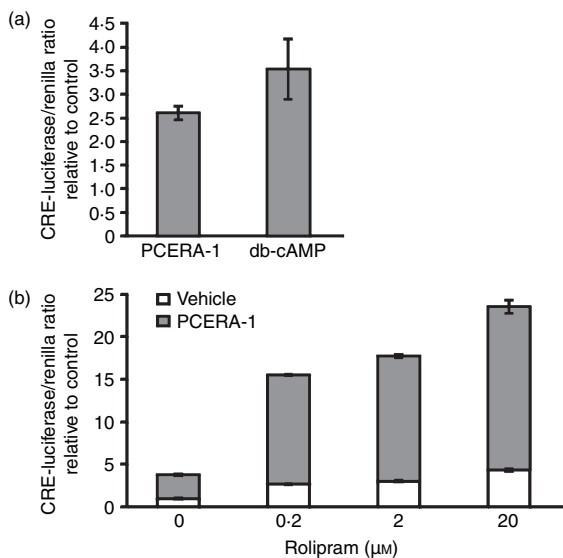 (a)
CRE-luciferase/renilla ratio
relative to control
4·5
4·0
3·5
3·0
2·5
2·0
1·5
1·0
0·5
0
PCERA-1 db-cAMP
(b)
CRE-luciferase/renilla ratio
relative to control
25
20
15
10
5
0
Vehicle
PCERA-1
0 0·2 2 20
Rolipram (μM)